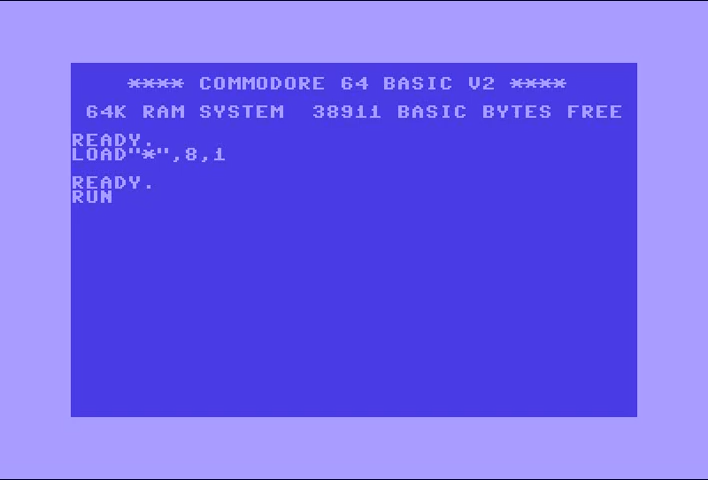 **** COMMODORE 64 BASIC V2 ****
64K RAM SYSTEM  38911 BASIC BYTES FREE
READY.
LOAD"*",8,1
READY.
RUN